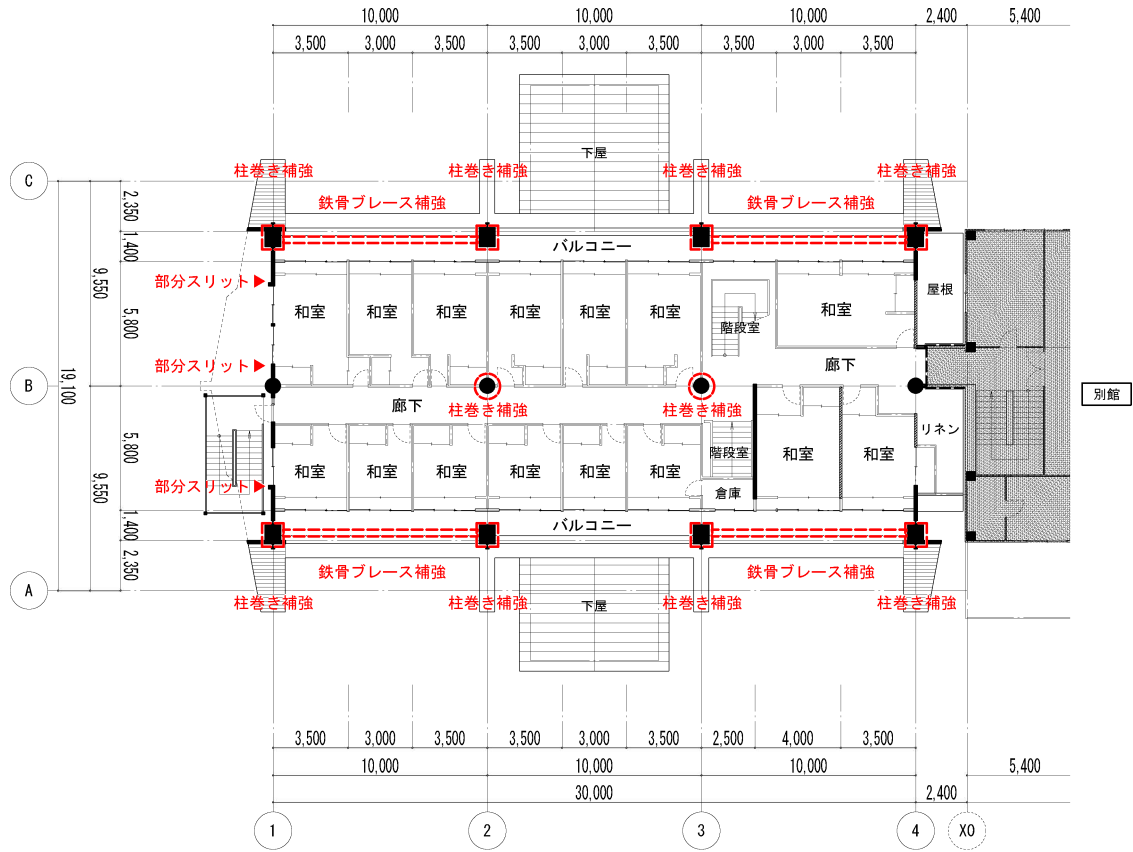 10,000 10,000 10,000 2,400 5,400
3,500 3,000 3,500 3,500 3,000 3,500 3,500 3,000 3,500
下屋
柱巻き補強 柱巻き補強 柱巻き補強 柱巻き補強
C
鉄骨ブレース補強 鉄骨ブレース補強
2,350
1,400
バルコニー
部分スリット
9,550
屋根
和室 和室 和室 和室 和室 和室 和室
5,800
階段室
部分スリット
廊下
B
19,100
別館
廊下
柱巻き補強 柱巻き補強
リネン
5,800
階段室
和室 和室
和室 和室 和室 和室 和室 和室
部分スリット
9,550
倉庫
1,400
バルコニー
2,350
鉄骨ブレース補強 鉄骨ブレース補強
A
柱巻き補強 柱巻き補強 下屋 柱巻き補強 柱巻き補強
3,500 3,000 3,500 3,500 3,000 3,500 2,500 4,000 3,500
10,000 10,000 10,000 5,400
30,000 2,400
1 2 3 4 X0